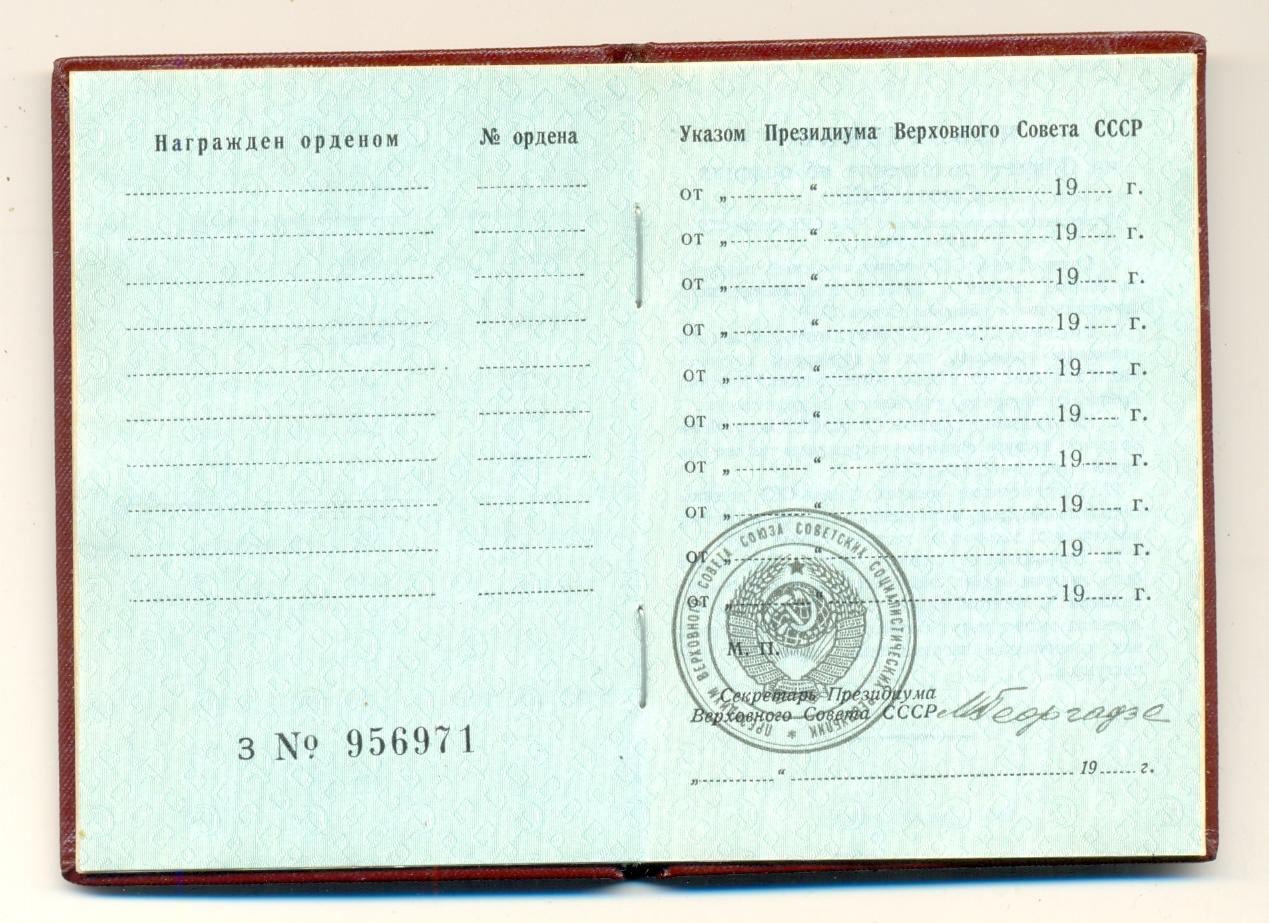 Награжден орденом № ордена
З № 956971
Указом Президиума Верховного Совета СССР
от „ “ 19 г.
от „ “ 19 г.
от „ “ 19 г.
от „ “ 19 г.
от „ “ 19 г.
от „ “ 19 г.
от „ “ 19 г.
от „ “ 19 г.
от „ “ 19 г.
от „ “ 19 г.
ПРЕЗИДИУМ ВЕРХОВНОГО СОВЕТА СОЮЗА СОВЕТСКИХ СОЦИАЛИСТИЧЕСКИХ РЕСПУБЛИК *
М. П.
Секретарь Президиума
Верховного Совета СССР МГеоргадзе
„ “ 19 г.